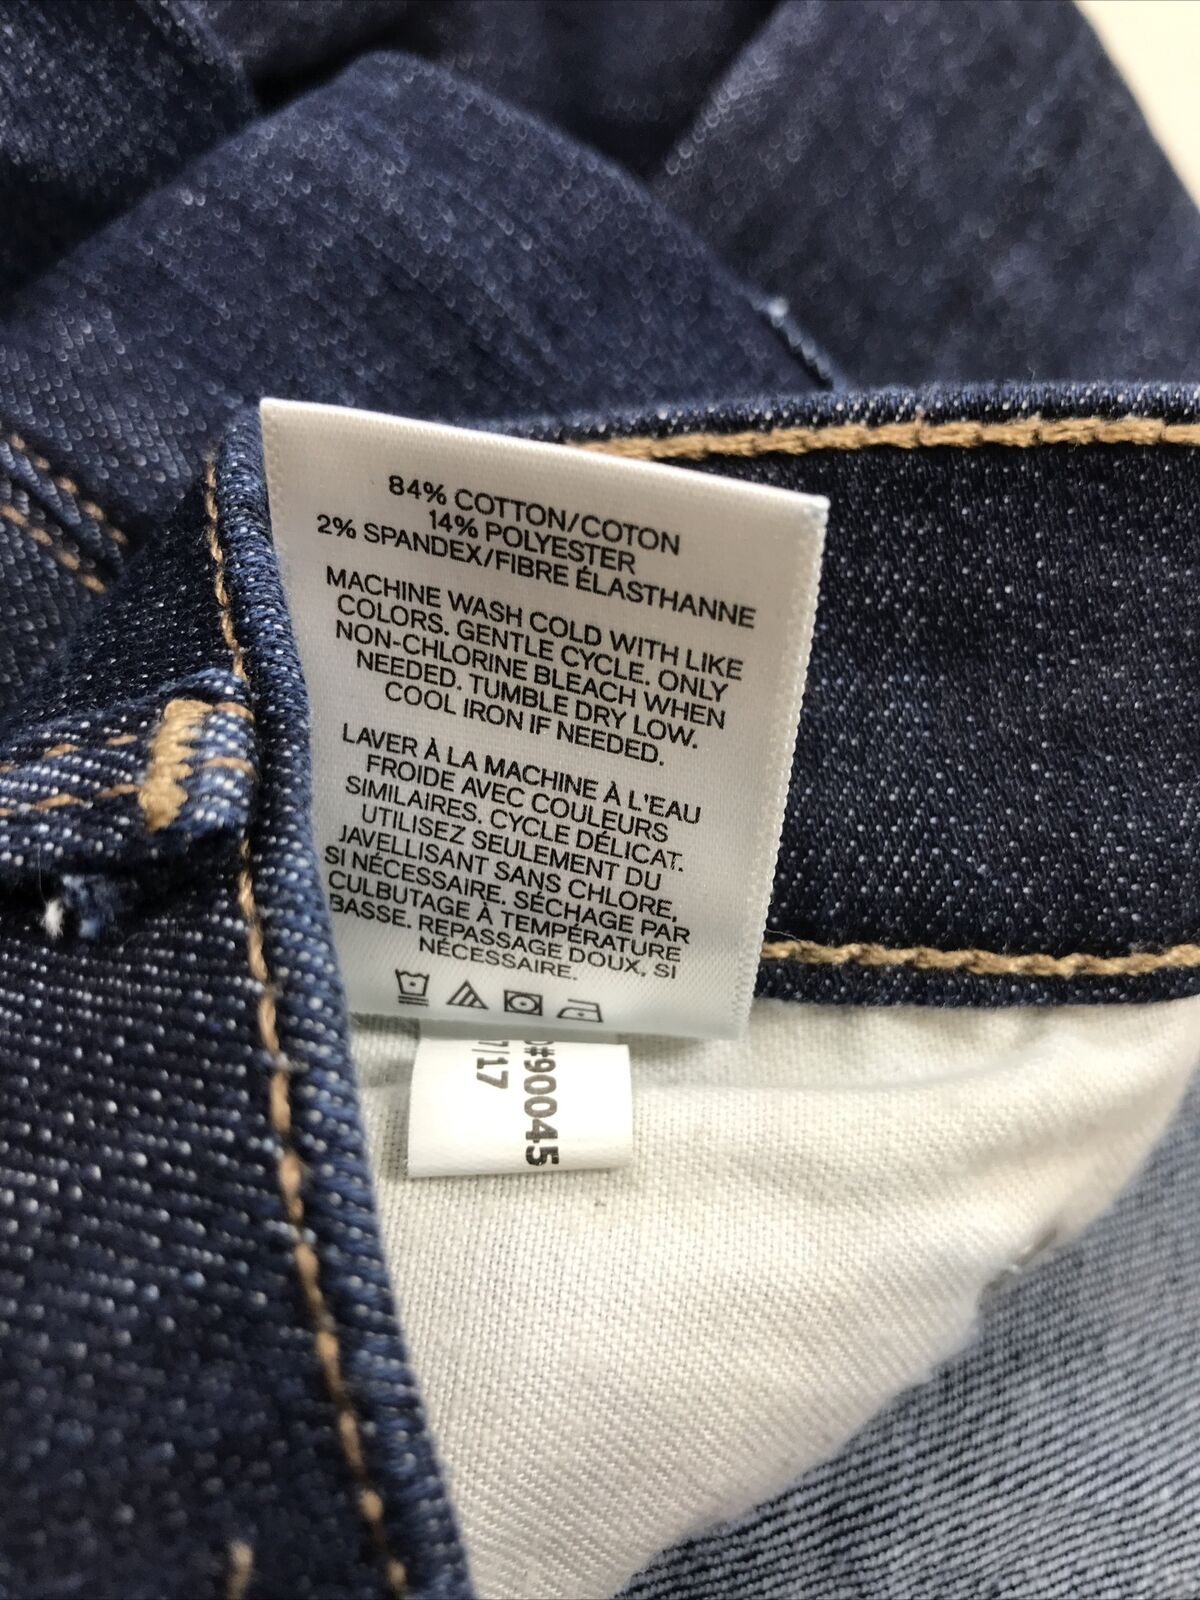 84% COTTON/COTON
14% POLYESTER
2% SPANDEX/FIBRE ÉLASTHANNE
MACHINE WASH COLD WITH LIKE
COLORS. GENTLE CYCLE. ONLY
NON-CHLORINE BLEACH WHEN
NEEDED. TUMBLE DRY LOW.
COOL IRON IF NEEDED.
LAVER À LA MACHINE À L'EAU
FROIDE AVEC COULEURS
SIMILAIRES. CYCLE DÉLICAT.
UTILISEZ SEULEMENT DU
JAVELLISANT SANS CHLORE,
SI NÉCESSAIRE. SÉCHAGE PAR
CULBUTAGE À TEMPÉRATURE
BASSE. REPASSAGE DOUX, SI
NÉCESSAIRE.
#90045
/17